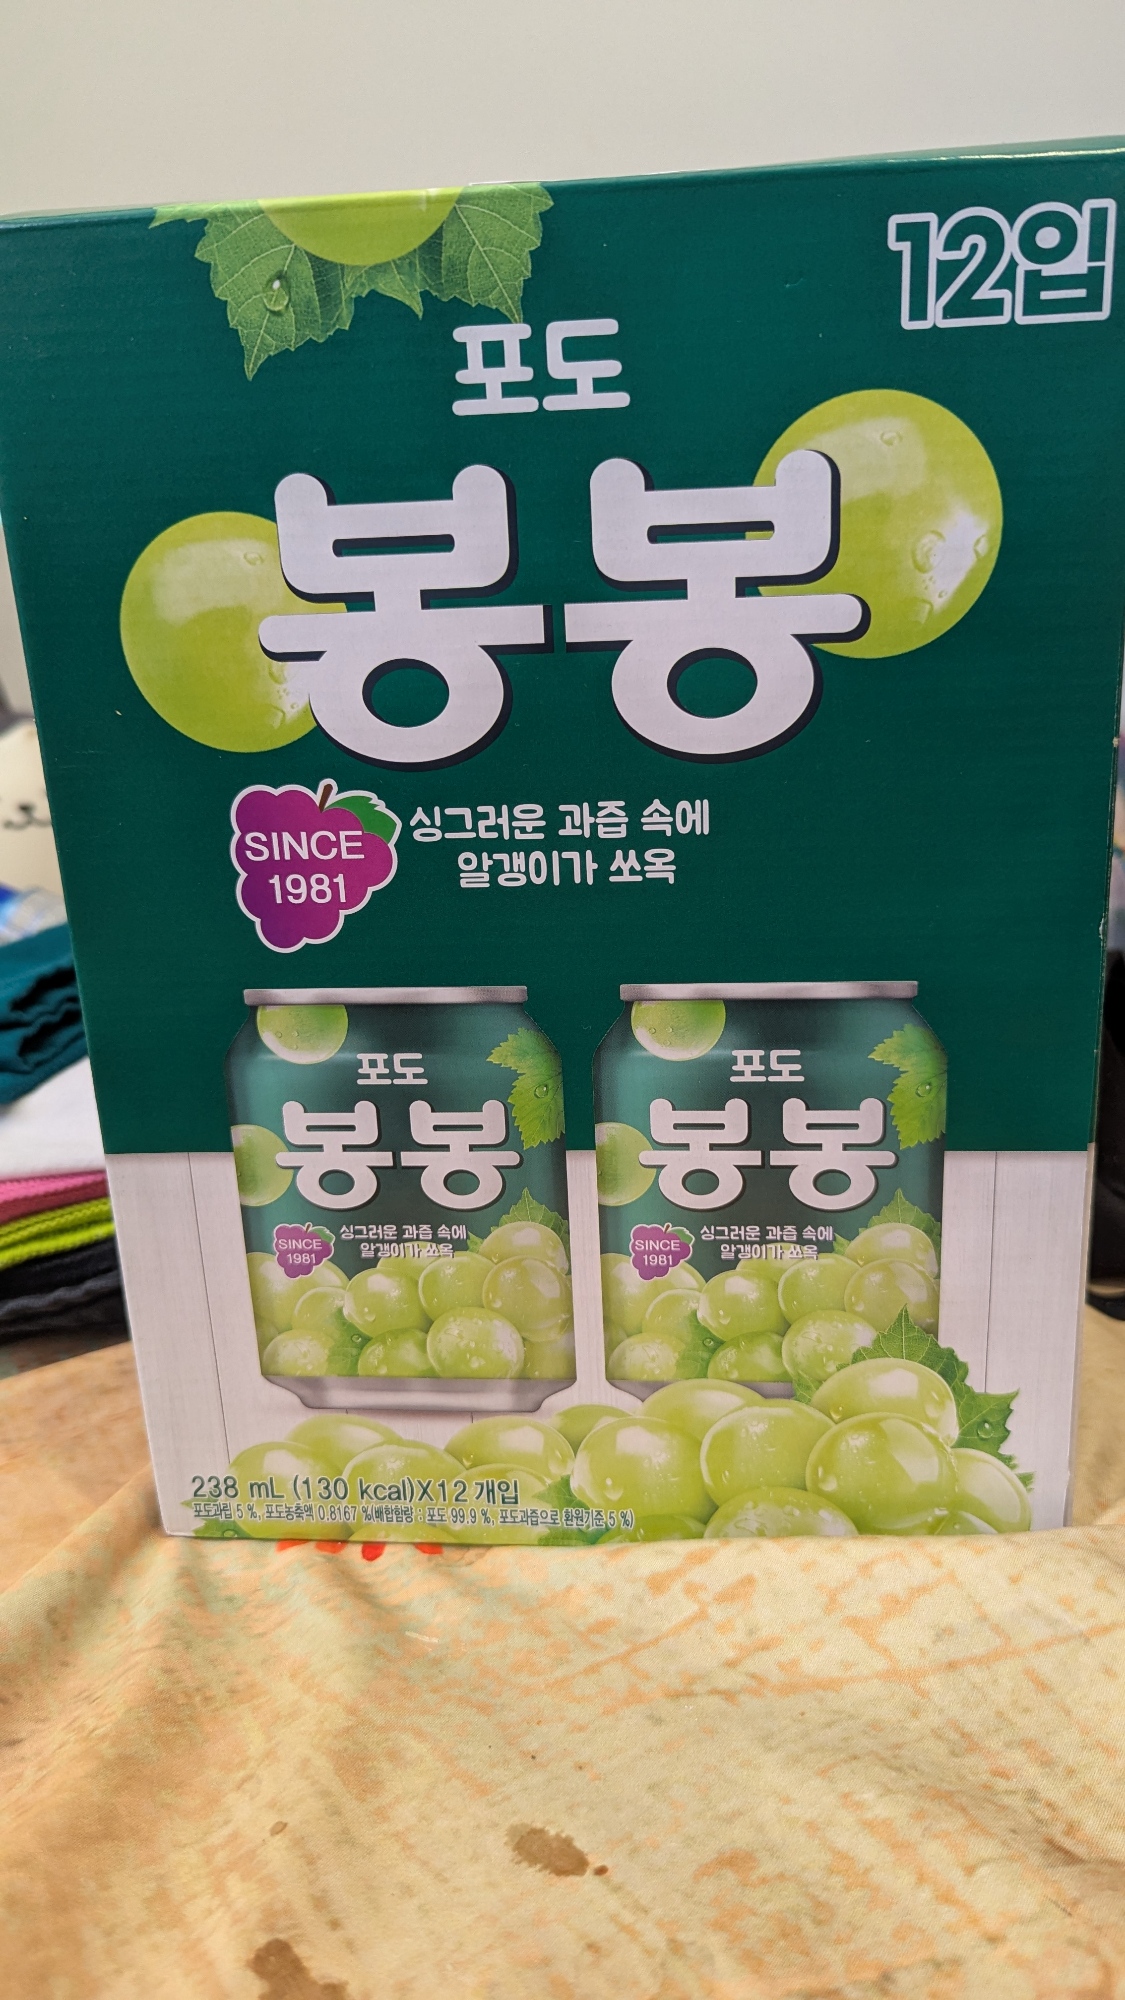 12입
포도
봉봉
SINCE
1981
싱그러운 과즙 속에
알갱이가 쏘옥
포도
봉봉
SINCE
1981
싱그러운 과즙 속에
알갱이가 쏘옥
포도
봉봉
SINCE
1981
싱그러운 과즙 속에
알갱이가 쏘옥
238 mL (130 kcal)X12 개입
포도과립 5 %, 포도농축액 0.8167 %(배합함량 : 포도 99.9 %, 포도과즙으로 환원기준 5 %)